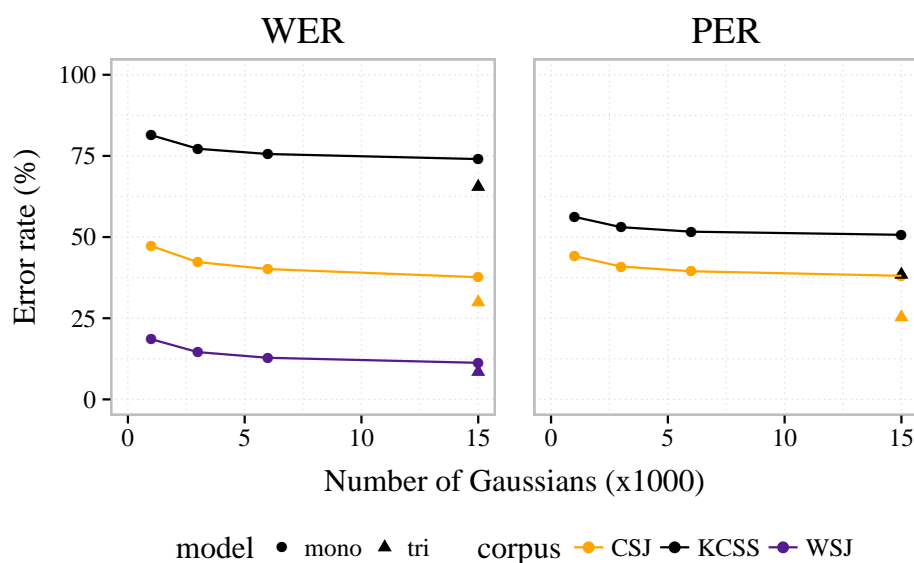 WER PER
100
75
50
25
0
Error rate (%)
0 5 10 15 0 5 10 15
Number of Gaussians (x1000)
model mono tri corpus CSJ KCSS WSJ